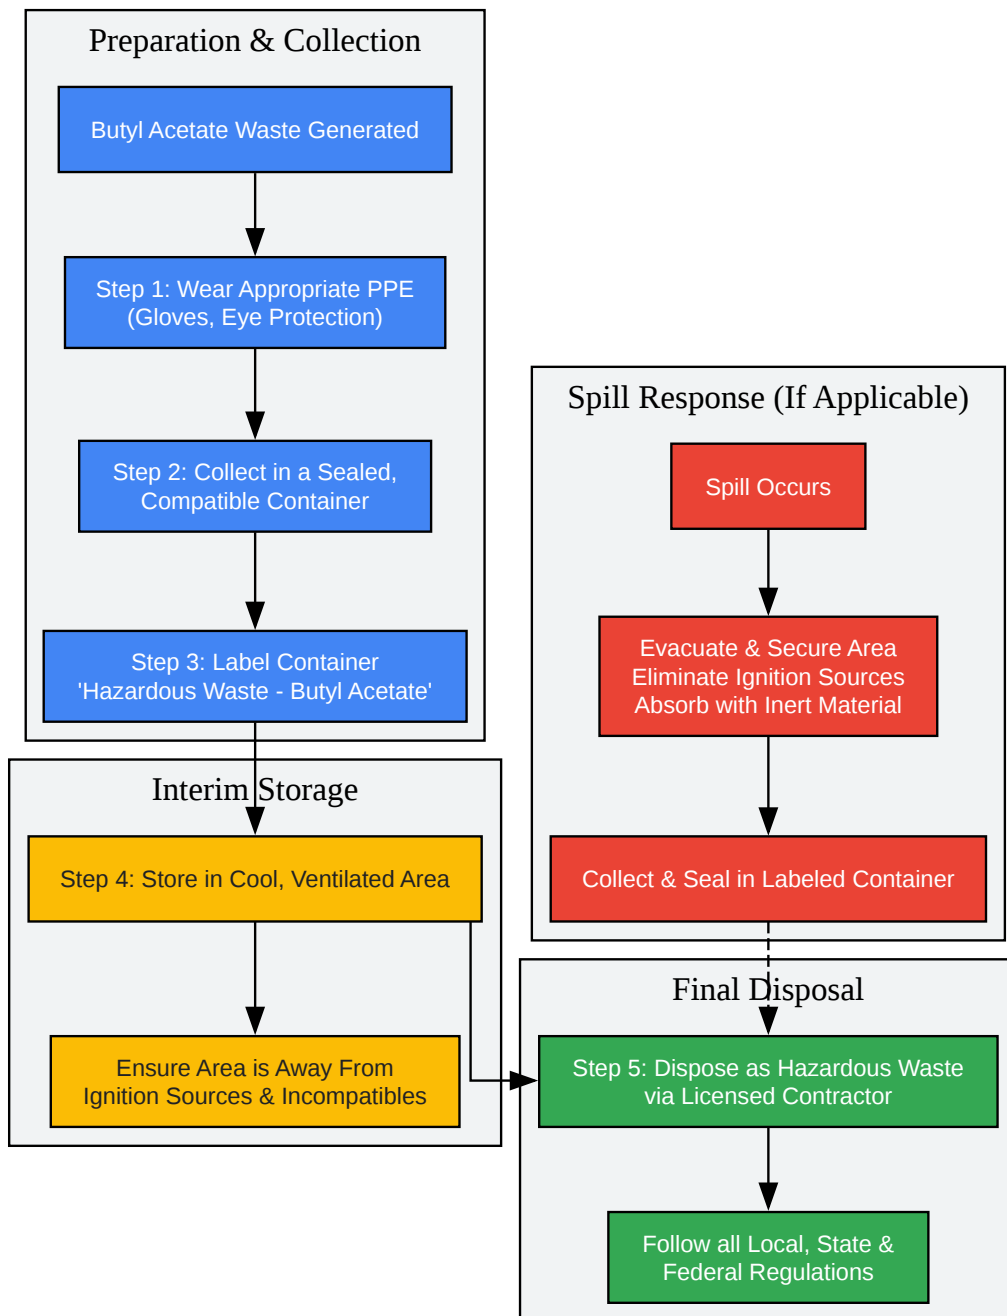 Preparation & Collection
Butyl Acetate Waste Generated
Step 1: Wear Appropriate PPE
(Gloves, Eye Protection)
Step 2: Collect in a Sealed,
Compatible Container
Step 3: Label Container
'Hazardous Waste - Butyl Acetate'
Interim Storage
Step 4: Store in Cool, Ventilated Area
Ensure Area is Away From
Ignition Sources & Incompatibles
Spill Response (If Applicable)
Spill Occurs
Evacuate & Secure Area
Eliminate Ignition Sources
Absorb with Inert Material
Collect & Seal in Labeled Container
Final Disposal
Step 5: Dispose as Hazardous Waste
via Licensed Contractor
Follow all Local, State &
Federal Regulations